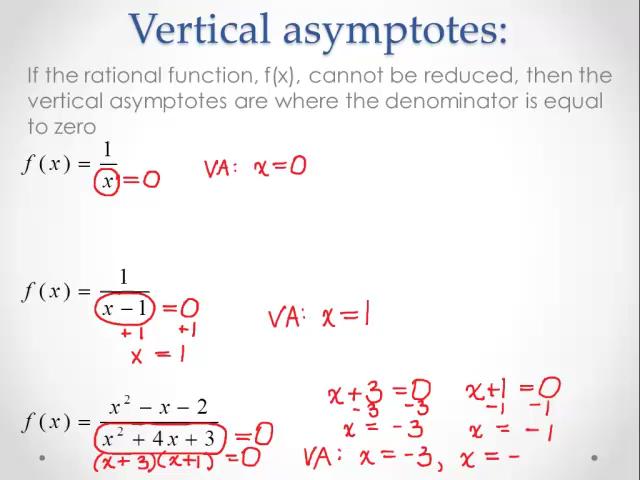 Vertical asymptotes:
If the rational function, f(x), cannot be reduced, then the
vertical asymptotes are where the denominator is equal
to zero
f(x) = 1/x = 0 VA: x = 0
f(x) = 1/(x − 1) = 0 VA: x = 1
+1 +1
x = 1
x+3 = 0 x+1 = 0
-3 -3 -1 -1
f(x) = (x² − x − 2)/(x² + 4x + 3) = 0 x = -3 x = -1
(x+3)(x+1) = 0 VA: x = -3, x = -